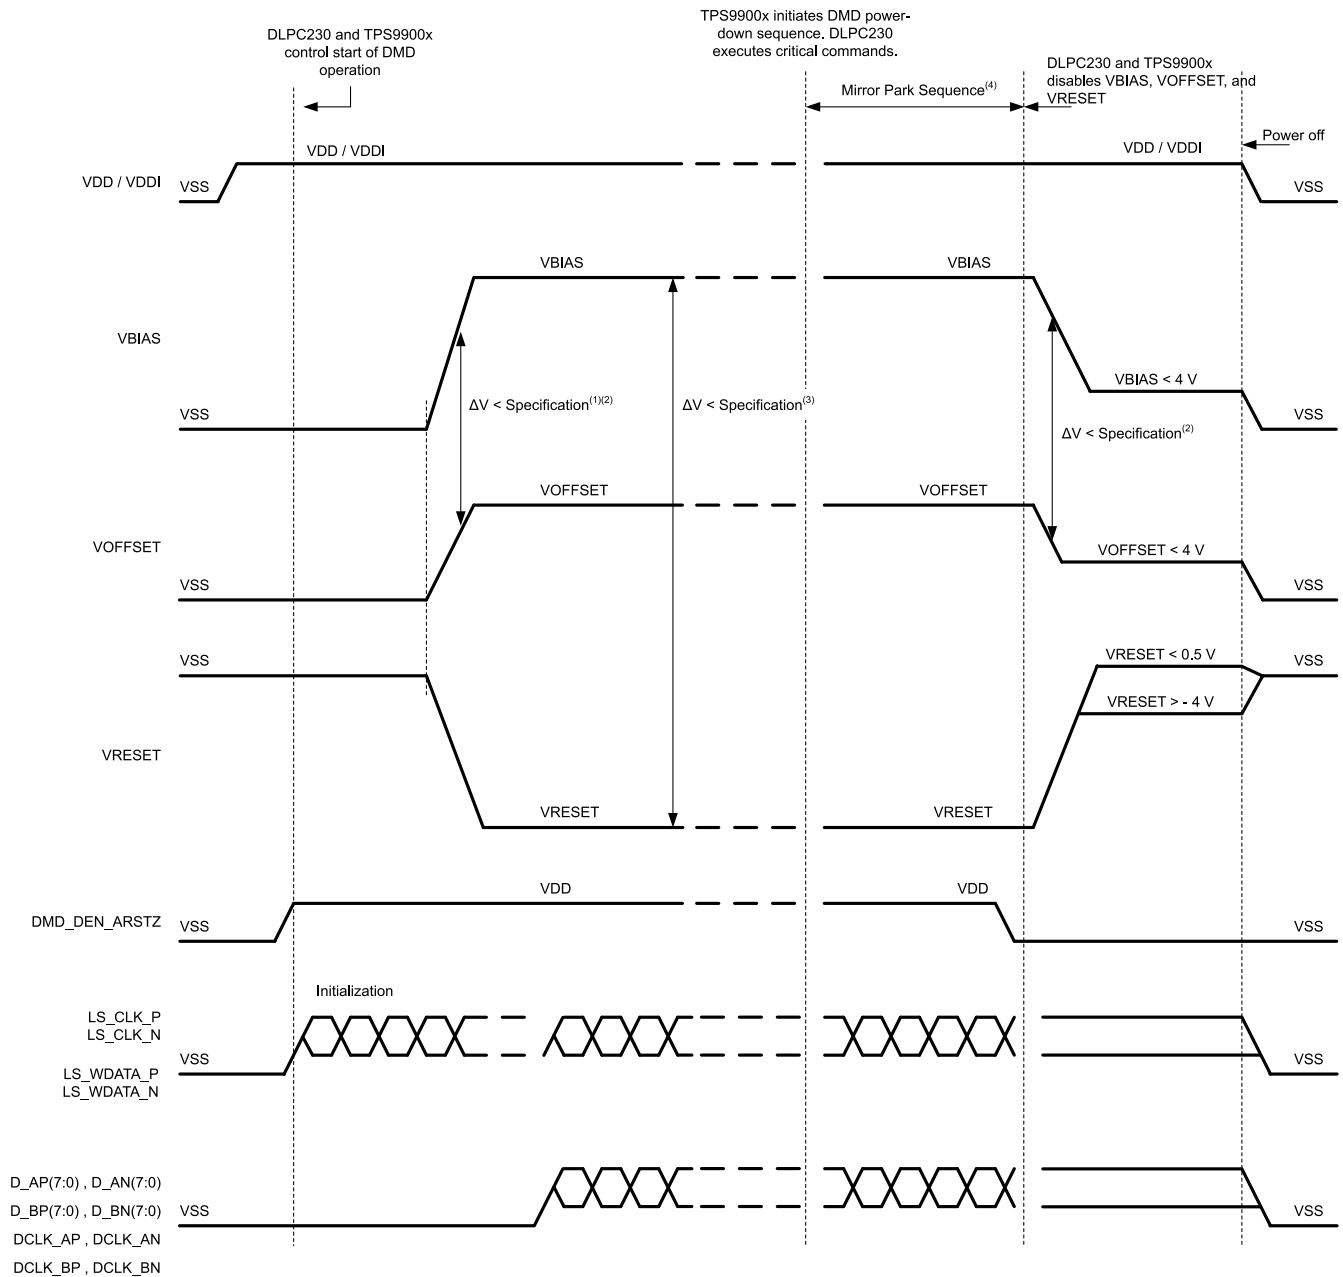 TPS9900x initiates DMD power-
down sequence. DLPC230
executes critical commands.
DLPC230 and TPS9900x
control start of DMD
operation
DLPC230 and TPS9900x
disables VBIAS, VOFFSET, and
VRESET
Mirror Park Sequence(4)
Power off
VDD / VDDI
VSS
VDD / VDDI
VDD / VDDI
VSS
VBIAS
VSS
VBIAS
VBIAS
VBIAS < 4 V
VSS
ΔV < Specification(1)(2)
ΔV < Specification(3)
ΔV < Specification(2)
VOFFSET
VSS
VOFFSET
VOFFSET
VOFFSET < 4 V
VSS
VSS
VRESET < 0.5 V
VSS
VRESET > - 4 V
VRESET
VRESET
VRESET
DMD_DEN_ARSTZ
VSS
VDD
VDD
VSS
Initialization
LS_CLK_P
LS_CLK_N
VSS
VSS
LS_WDATA_P
LS_WDATA_N
D_AP(7:0) , D_AN(7:0)
D_BP(7:0) , D_BN(7:0)
VSS
VSS
DCLK_AP , DCLK_AN
DCLK_BP , DCLK_BN